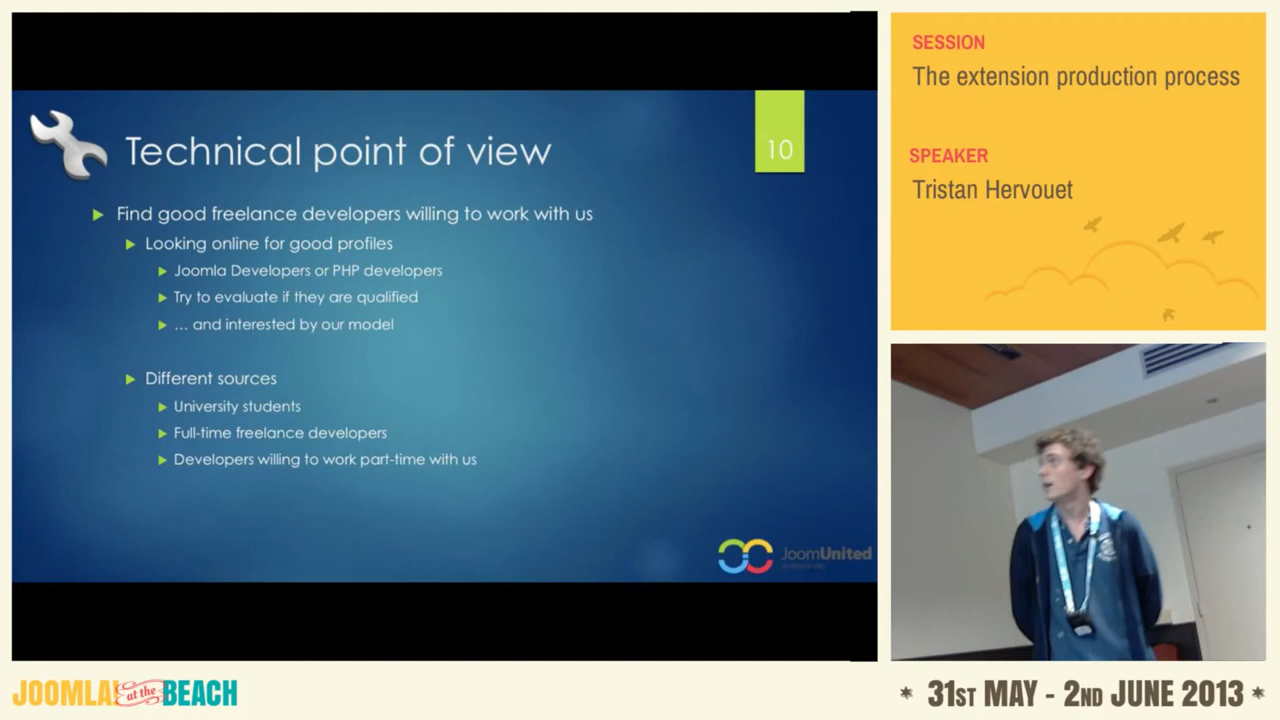 Technical point of view
10
Find good freelance developers willing to work with us
Looking online for good profiles
Joomla Developers or PHP developers
Try to evaluate if they are qualified
... and interested by our model
Different sources
University students
Full-time freelance developers
Developers willing to work part-time with us
JoomUnited
SESSION
The extension production process
SPEAKER
Tristan Hervouet
JOOMLA! at the BEACH
* 31ST MAY - 2ND JUNE 2013 *